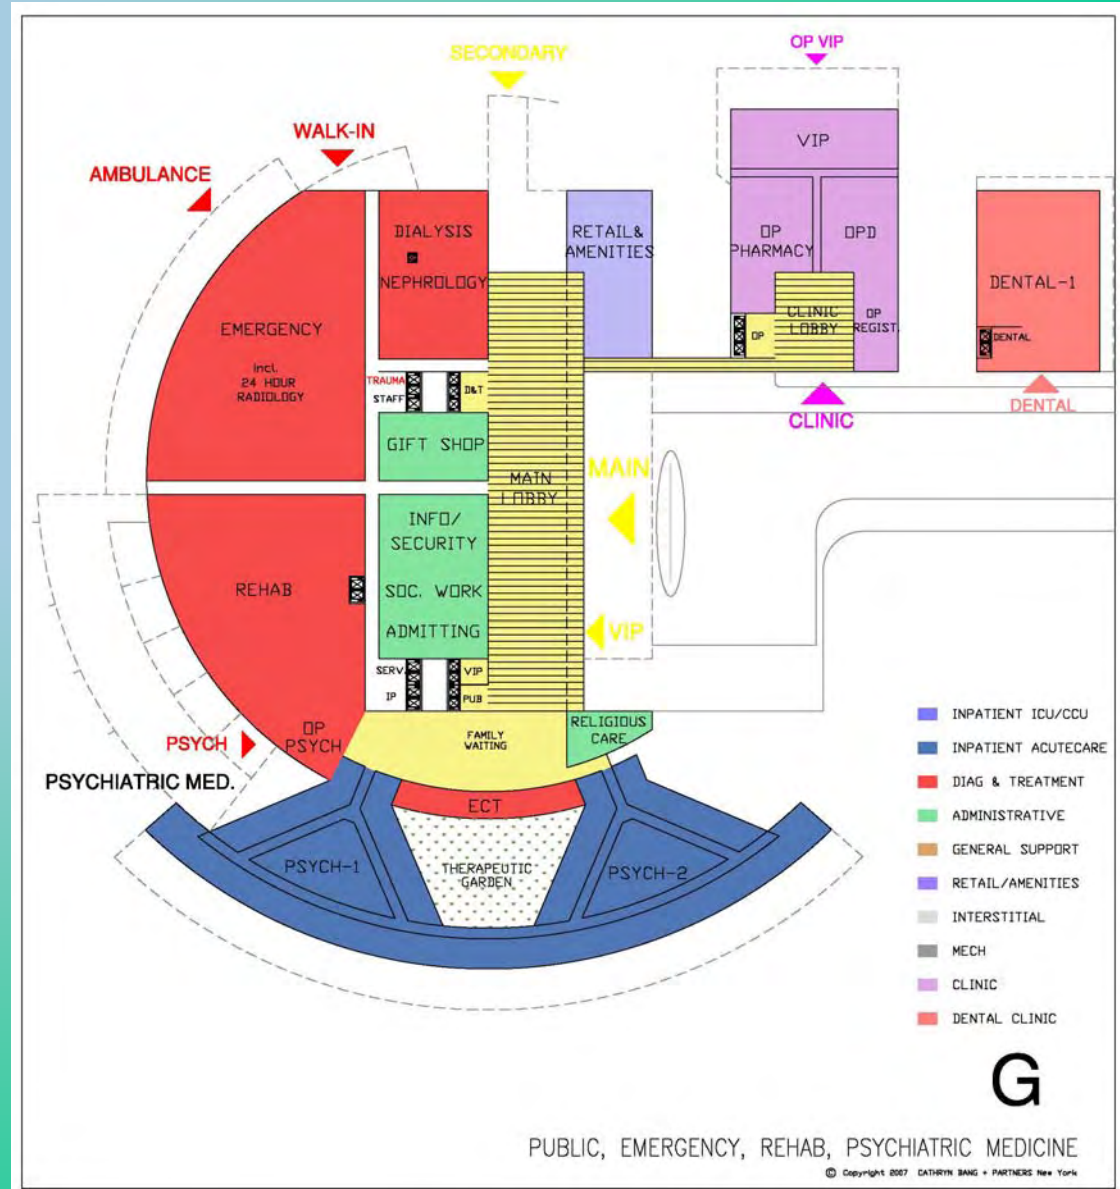 SECONDARY
OP VIP
WALK-IN
AMBULANCE
VIP
DIALYSIS
NEPHROLOGY
RETAIL&
AMENITIES
OP
PHARMACY
OPD
DENTAL-1
EMERGENCY
Incl.
24 HOUR
RADIOLOGY
CLINIC
LOBBY
OP
REGIST.
OP
DENTAL
TRAUMA
STAFF
D&T
CLINIC
DENTAL
GIFT SHOP
MAIN
LOBBY
MAIN
INFO/
SECURITY
SOC. WORK
ADMITTING
REHAB
VIP
SERV.
IP
VIP
PUB
OP
PSYCH
FAMILY
WAITING
RELIGIOUS
CARE
PSYCH
PSYCHIATRIC MED.
ECT
PSYCH-1
THERAPEUTIC
GARDEN
PSYCH-2
INPATIENT ICU/CCU
INPATIENT ACUTECARE
DIAG & TREATMENT
ADMINISTRATIVE
GENERAL SUPPORT
RETAIL/AMENITIES
INTERSTITIAL
MECH
CLINIC
DENTAL CLINIC
G
PUBLIC, EMERGENCY, REHAB, PSYCHIATRIC MEDICINE
© Copyright 2007 CATHRYN BANG + PARTNERS New York